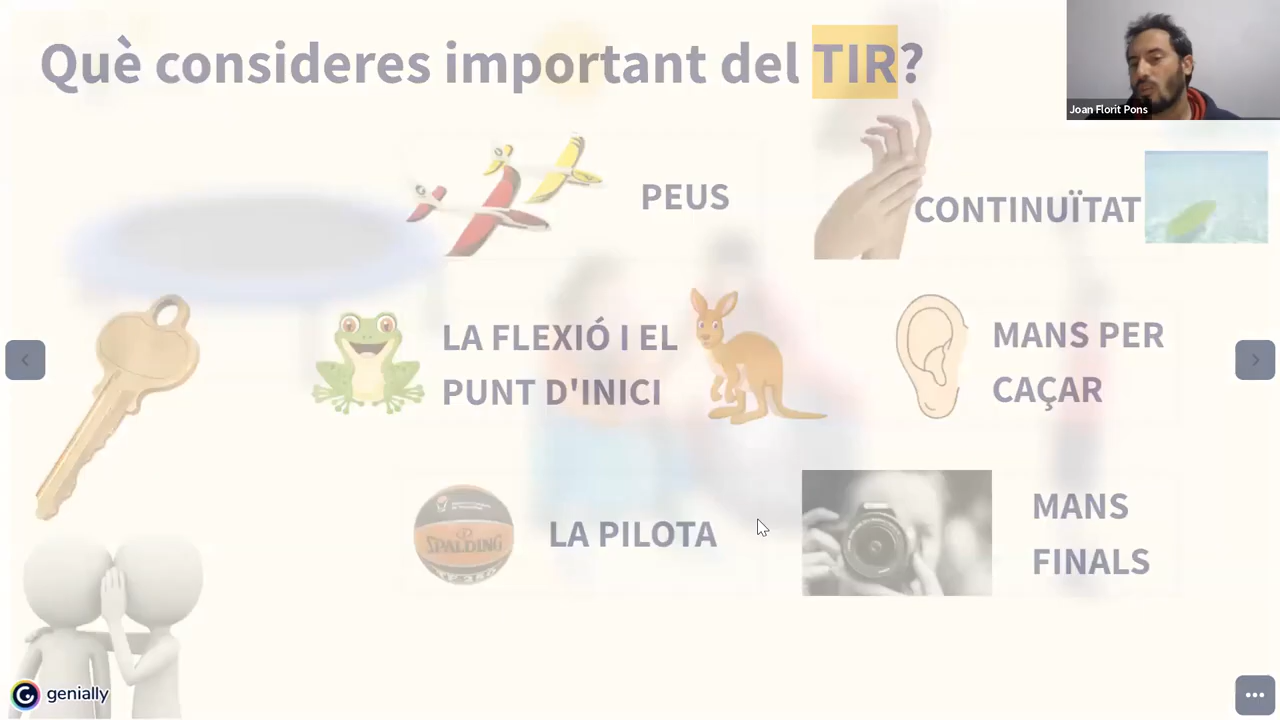 Què consideres important del TIR?
Joan Florit Pons
PEUS
CONTINUÏTAT
LA FLEXIÓ I EL
PUNT D'INICI
MANS PER
CAÇAR
SPALDING
LA PILOTA
MANS
FINALS
genially